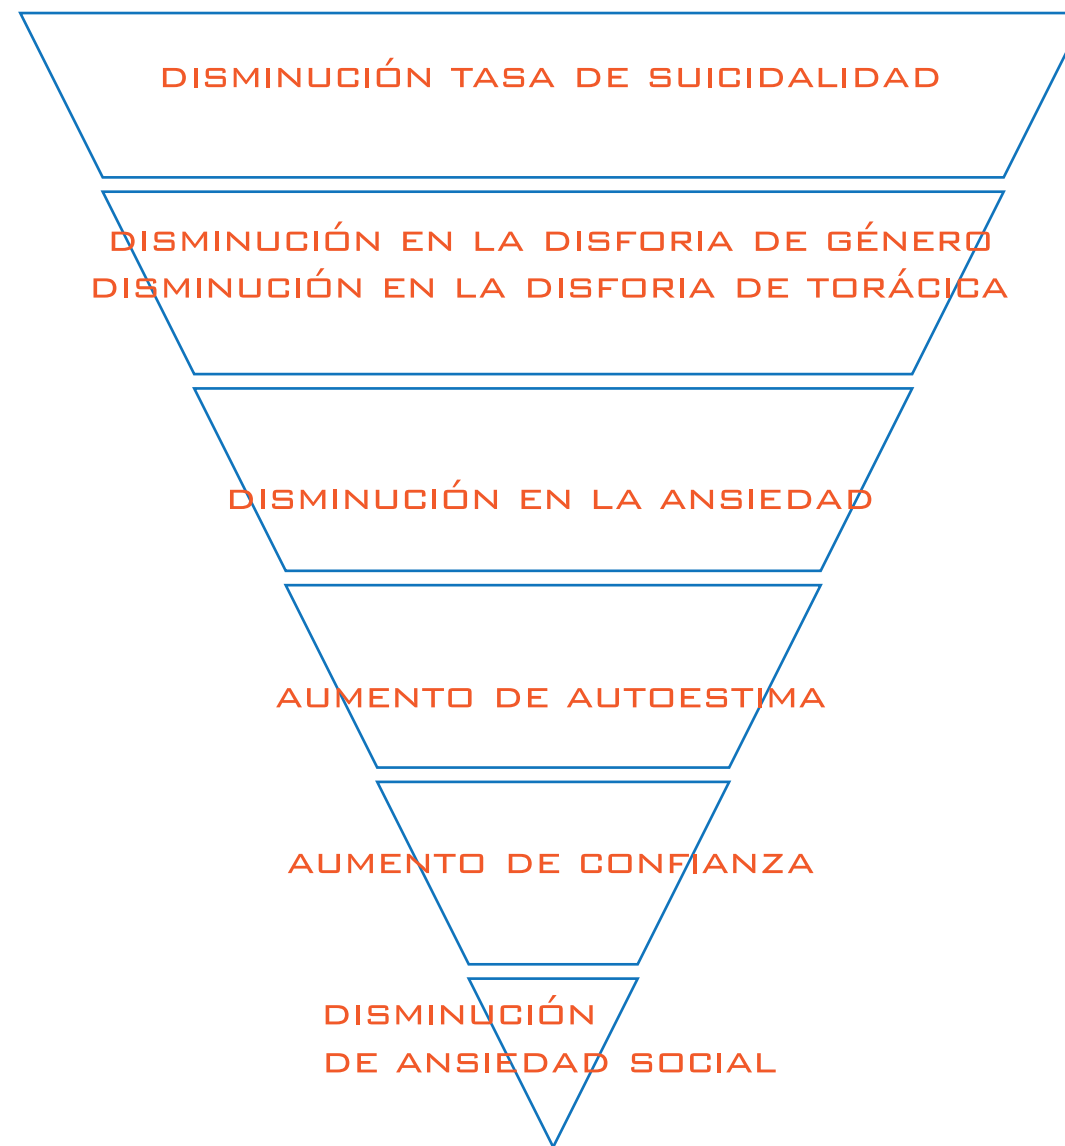 DISMINUCIÓN TASA DE SUICIDALIDAD
DISMINUCIÓN EN LA DISFORIA DE GÉNERO
DISMINUCIÓN EN LA DISFORIA DE TORÁCICA
DISMINUCIÓN EN LA ANSIEDAD
AUMENTO DE AUTOESTIMA
AUMENTO DE CONFIANZA
DISMINUCIÓN
DE ANSIEDAD SOCIAL